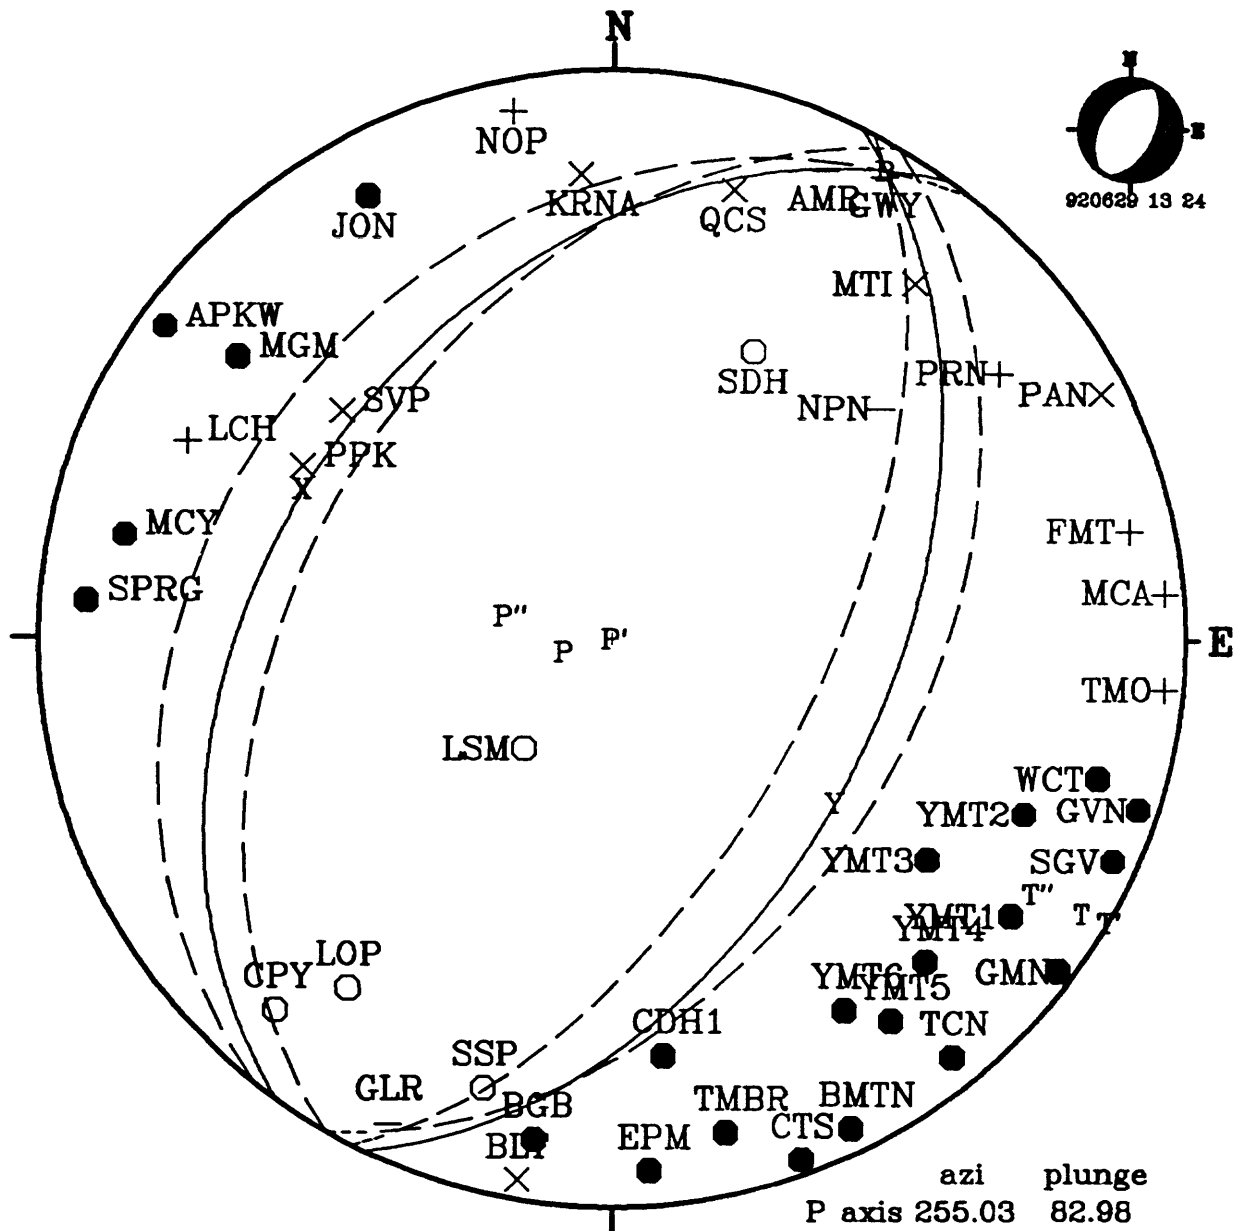 N
N
NOP
E
KRNA
AMR
GWY
B
920629 13 24
JON
QCS
MTI
APKW
MGM
SDH
PRN
PAN
SVP
NPN
LCH
PPK
X
MCY
FMT
SPRG
MCA
P"
P
P'
E
TMO
LSM
WCT
Y
YMT2
GVN
YMT3
SGV
T"
YMT1
T
T'
YMT4
LOP
CPY
YMT6
GMN
YMT5
CDH1
TCN
SSP
GLR
BGB
TMBR
BMTN
CTS
EPM
azi plunge
P axis 255.03 82.98